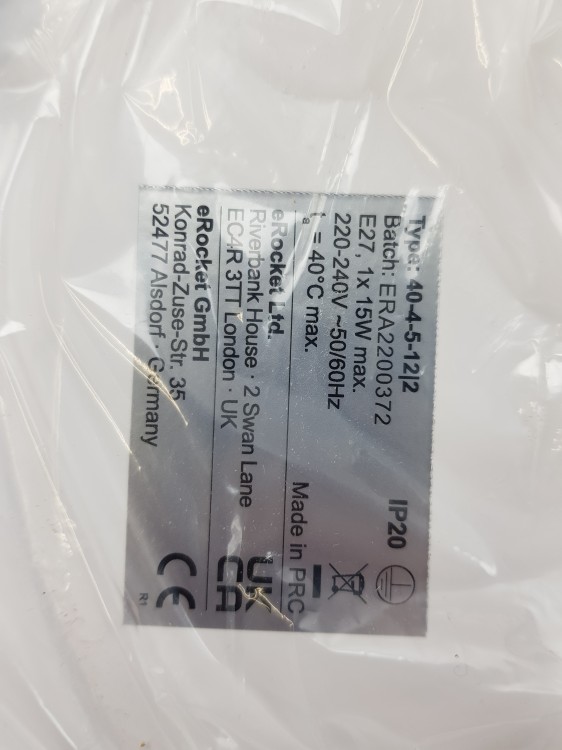 Type: 40-4-5-12|2
IP20
Batch: ERA2200372
E27, 1x 15W max.
220-240V ~50/60Hz
ta = 40°C max.
Made in PRC
eRocket Ltd.
Riverbank House · 2 Swan Lane
EC4R 3TT London · UK
UK
CA
eRocket GmbH
Konrad-Zuse-Str. 35
52477 Alsdorf · Germany
CE
R1